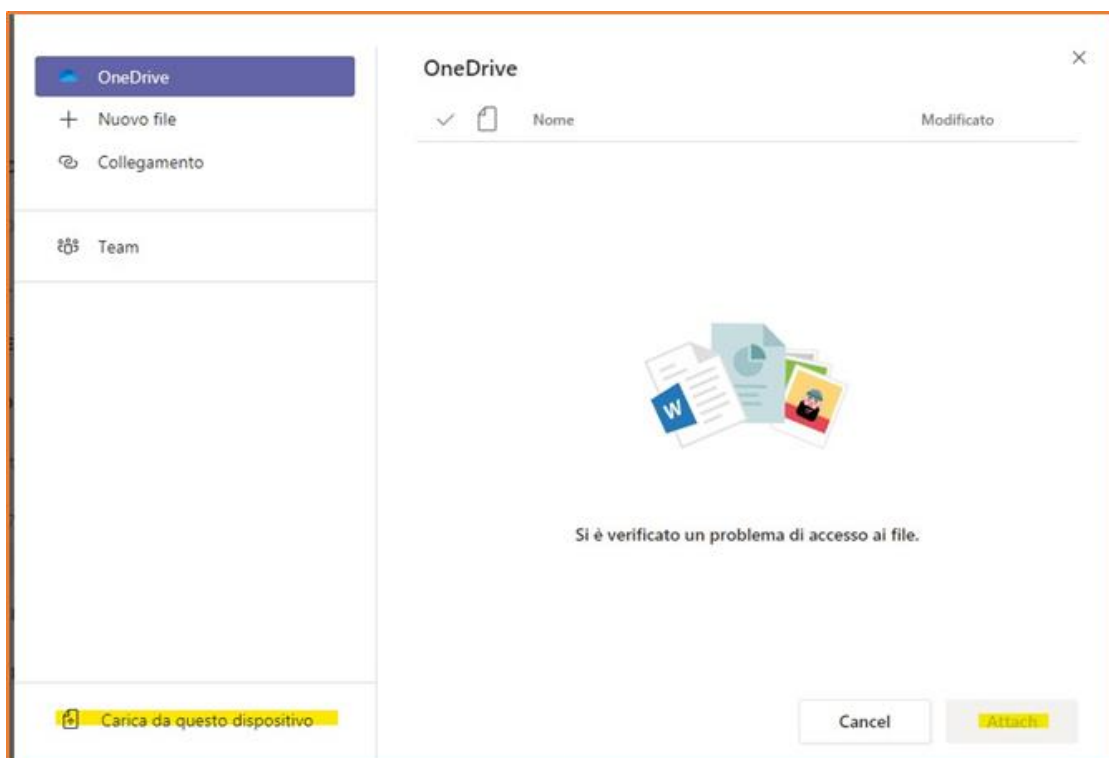 OneDrive
Nuovo file
Collegamento
Team
Carica da questo dispositivo
OneDrive
Nome Modificato
W
Si è verificato un problema di accesso ai file.
Cancel Attach